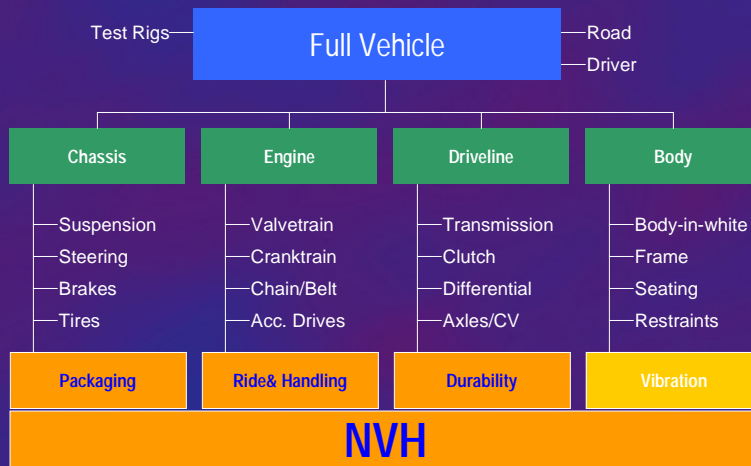 Test Rigs
Full Vehicle
Road
Driver
Chassis
Engine
Driveline
Body
Suspension
Steering
Brakes
Tires
Valvetrain
Cranktrain
Chain/Belt
Acc. Drives
Transmission
Clutch
Differential
Axles/CV
Body-in-white
Frame
Seating
Restraints
Packaging
Ride& Handling
Durability
Vibration
NVH